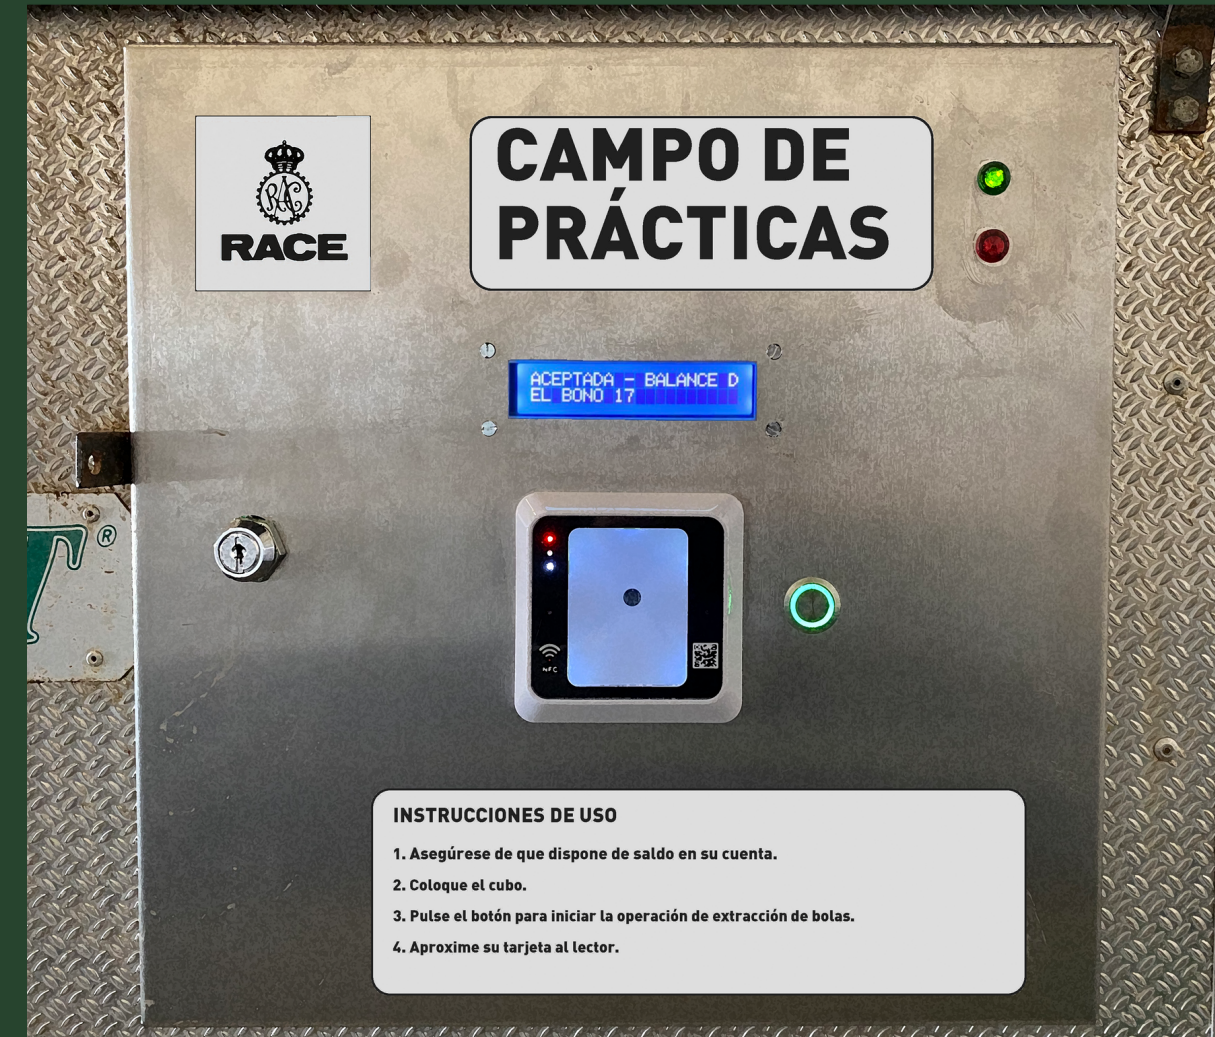 RAC
RACE
CAMPO DE
PRÁCTICAS
ACEPTADA - BALANCE D
EL BONO 17
®
NFC
INSTRUCCIONES DE USO
1. Asegúrese de que dispone de saldo en su cuenta.
2. Coloque el cubo.
3. Pulse el botón para iniciar la operación de extracción de bolas.
4. Aproxime su tarjeta al lector.